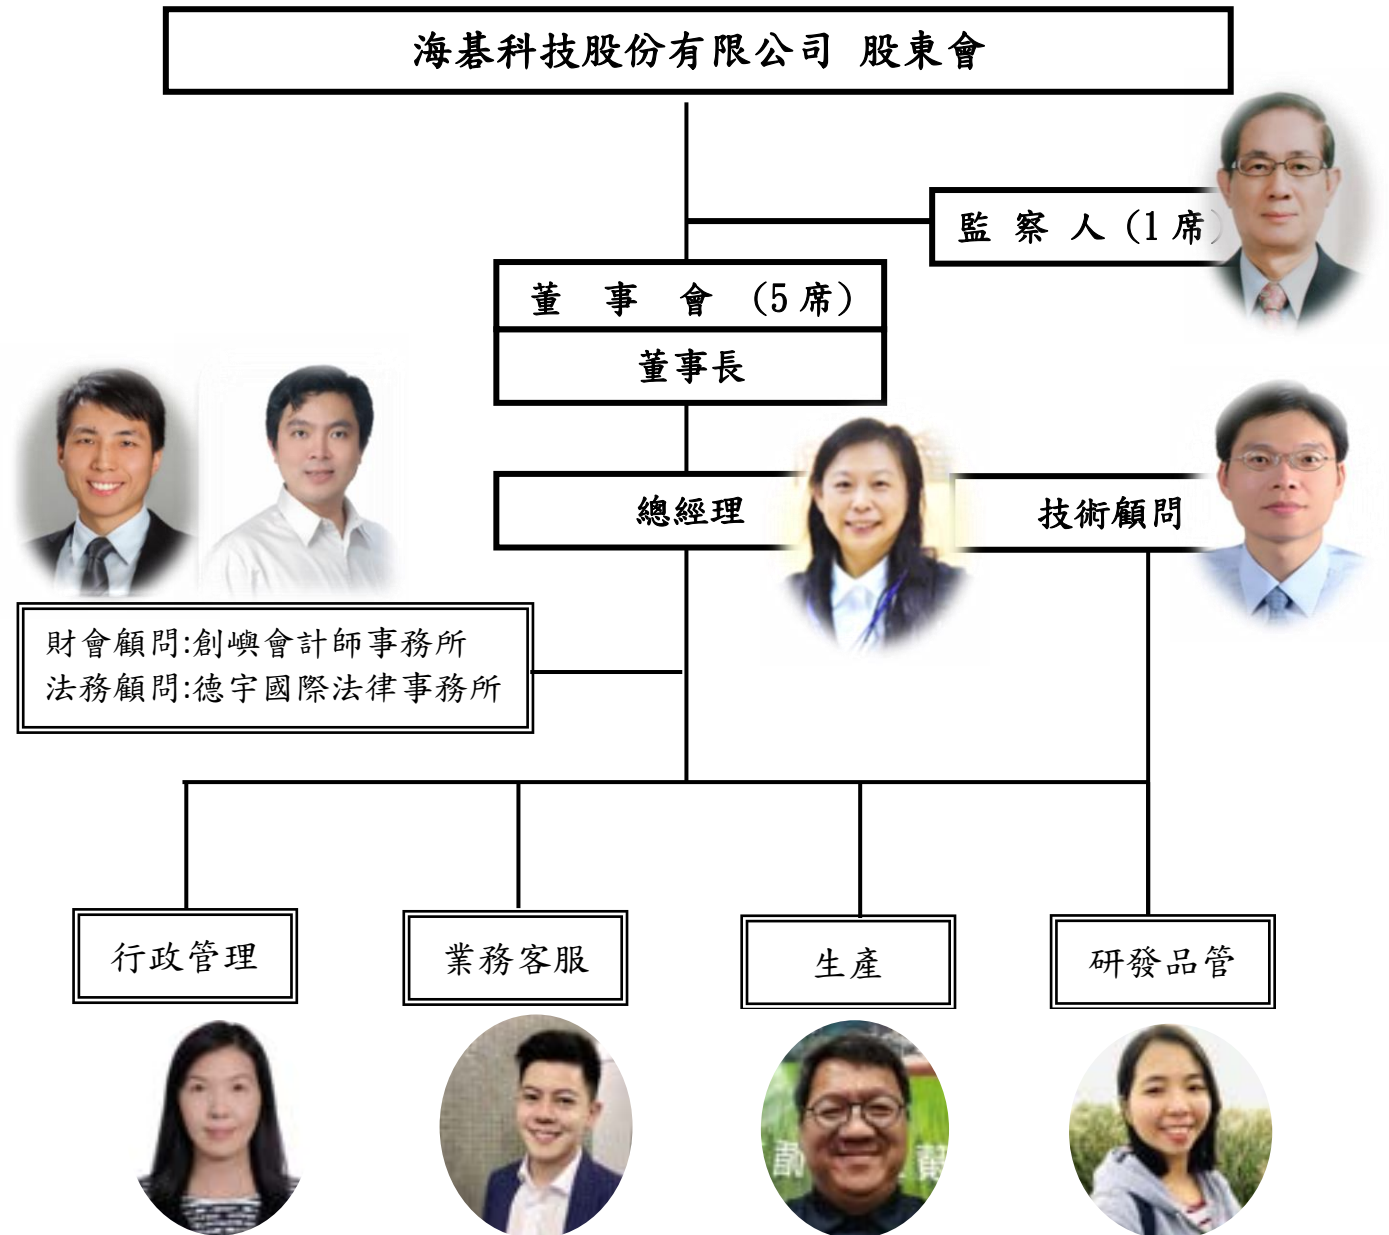 海碁科技股份有限公司 股東會
監 察 人 (1 席)
董 事 會 (5 席)
董事長
總經理
技術顧問
財會顧問:創嶼會計師事務所
法務顧問:德宇國際法律事務所
行政管理
業務客服
生產
研發品管